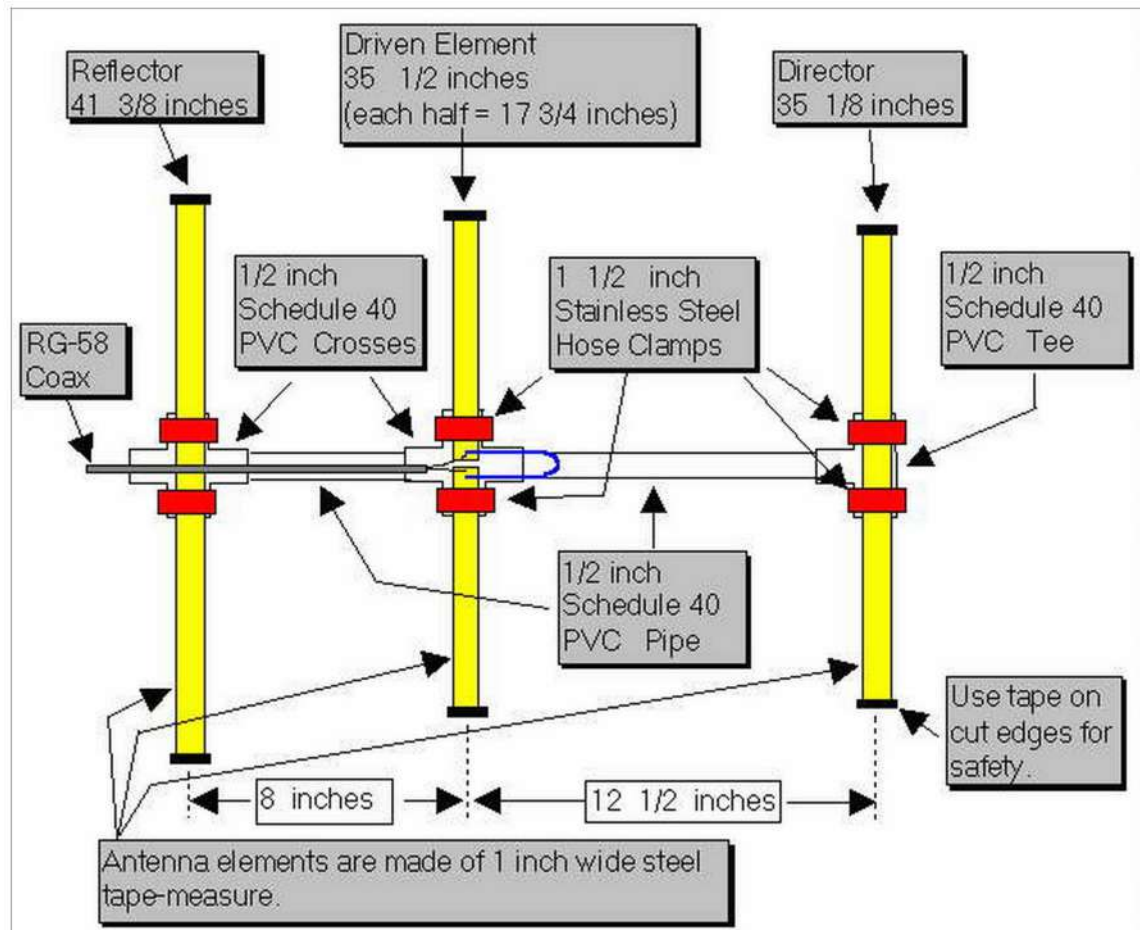 Reflector
41 3/8 inches
Driven Element
35 1/2 inches
(each half = 17 3/4 inches)
Director
35 1/8 inches
RG-58
Coax
1/2 inch
Schedule 40
PVC Crosses
1 1/2 inch
Stainless Steel
Hose Clamps
1/2 inch
Schedule 40
PVC Tee
1/2 inch
Schedule 40
PVC Pipe
Use tape on
cut edges for
safety.
8 inches
12 1/2 inches
Antenna elements are made of 1 inch wide steel
tape-measure.